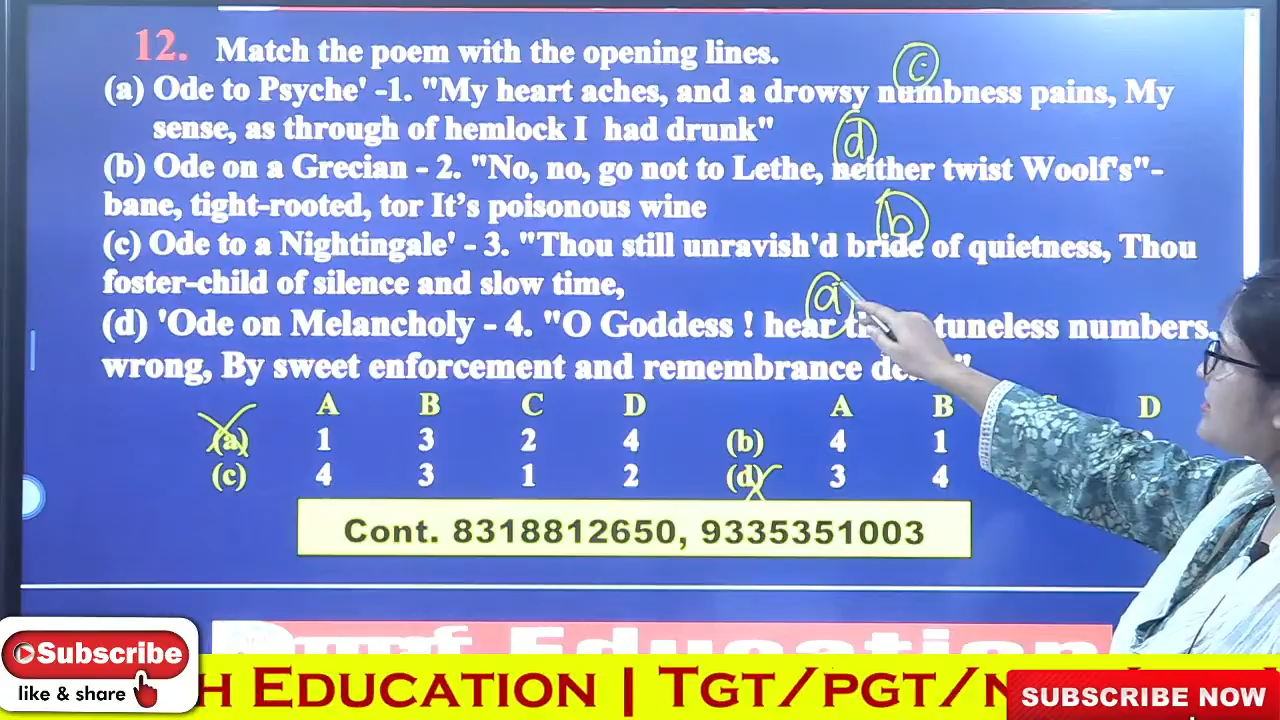 12. Match the poem with the opening lines.
(a) Ode to Psyche' -1. "My heart aches, and a drowsy numbness pains, My
sense, as through of hemlock I had drunk"
(b) Ode on a Grecian - 2. "No, no, go not to Lethe, neither twist Woolf's"-
bane, tight-rooted, tor It’s poisonous wine
(c) Ode to a Nightingale' - 3. "Thou still unravish'd bride of quietness, Thou
foster-child of silence and slow time,
(d) 'Ode on Melancholy - 4. "O Goddess ! hear tuneless numbers,
wrong, By sweet enforcement and remembrance
c
d
b
a
A B C D A B D
(a) 1 3 2 4 (b) 4 1
(c) 4 3 1 2 (d) 3 4
Cont. 8318812650, 9335351003
Education
Subscribe
like & share
H EDUCATION | TGT/PGT/N
SUBSCRIBE NOW